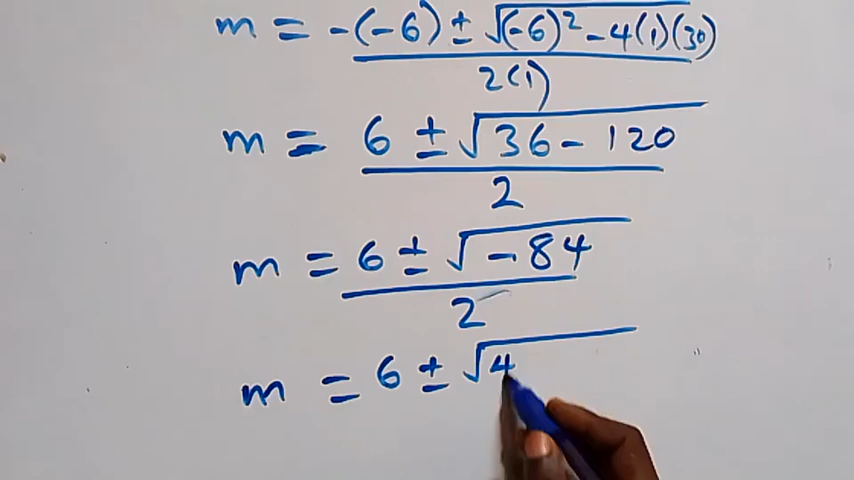 m = -(-6) ± √(-6)² - 4(1)(30)
2(1)
m = 6 ± √36 - 120
2
m = 6 ± √-84
2
m = 6 ± √4